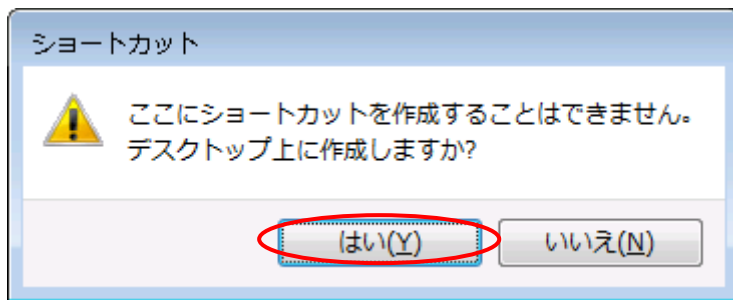 ショートカット
ここにショートカットを作成することはできません。
デスクトップ上に作成しますか?
はい(Y)
いいえ(N)